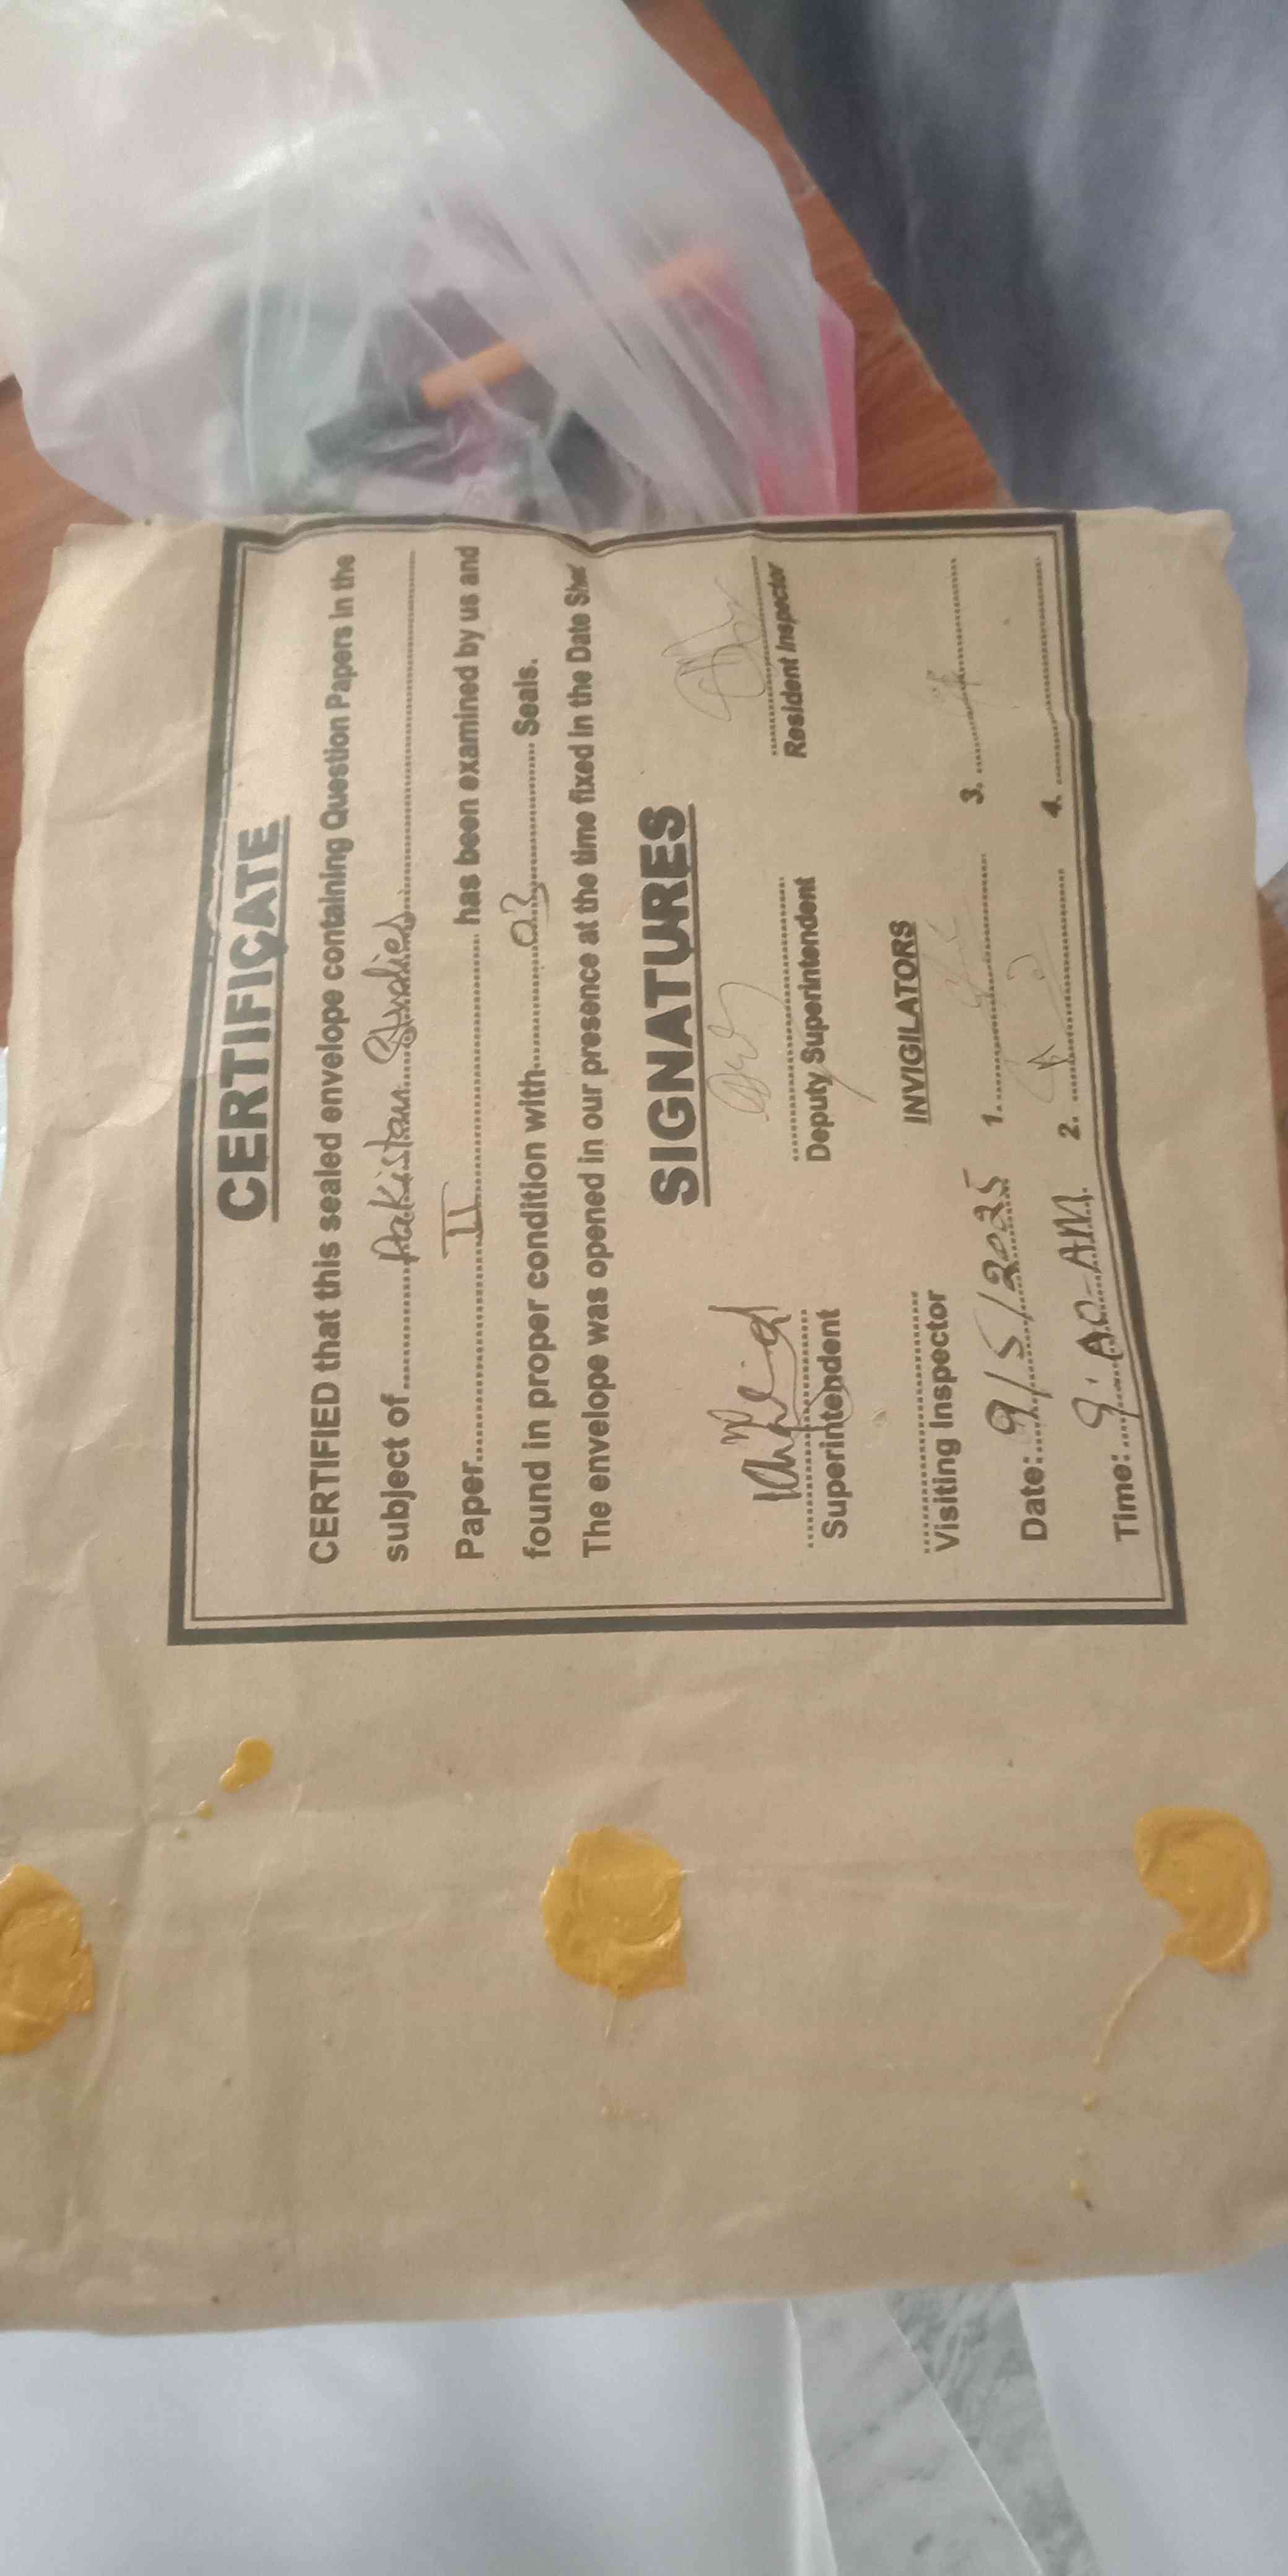 CERTIFICATE
CERTIFIED that this sealed envelope containing Question Papers in the
subject of Pakistan Studies
Paper II has been examined by us and
found in proper condition with 03 Seals.
The envelope was opened in our presence at the time fixed in the Date
SIGNATURES
Superintendent Deputy Superintendent Resident Inspector
INVIGILATORS
Visiting Inspector 1. 3.
Date: 9/5/2025 2. 4.
Time: 9:00-AM.